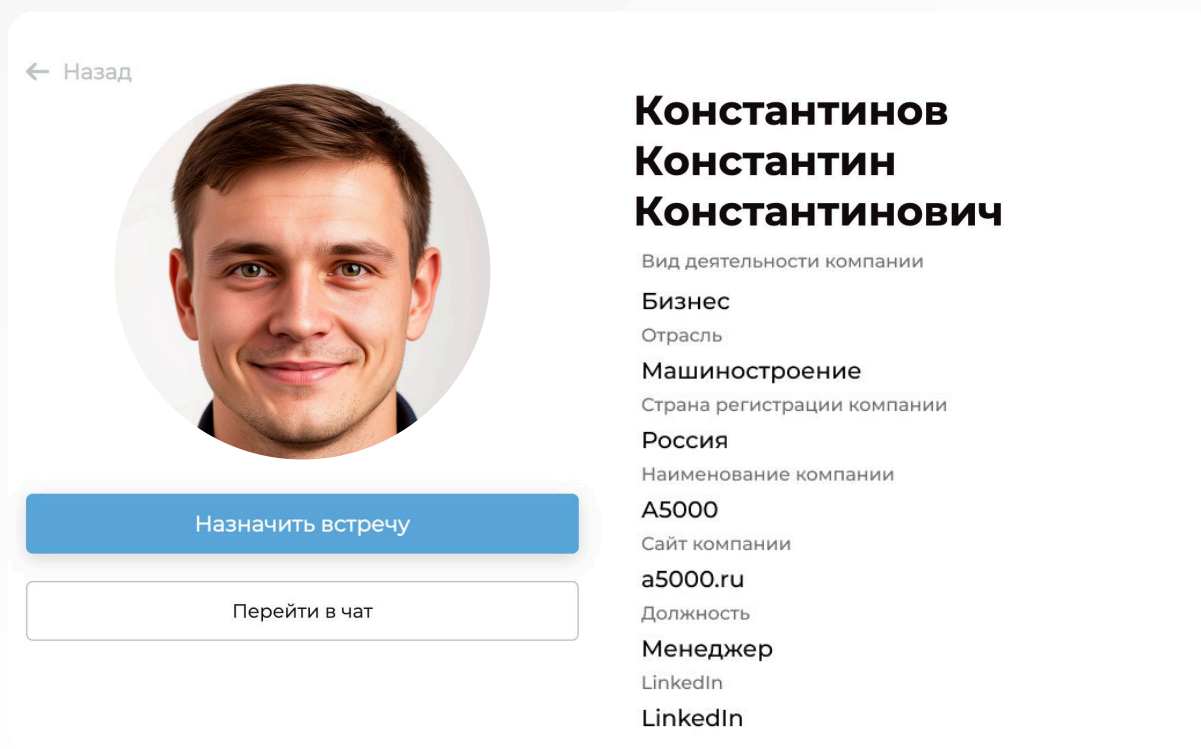 Назад
Константинов
Константин
Константинович
Вид деятельности компании
Бизнес
Отрасль
Машиностроение
Страна регистрации компании
Россия
Наименование компании
А5000
Сайт компании
a5000.ru
Должность
Менеджер
LinkedIn
LinkedIn
Назначить встречу
Перейти в чат